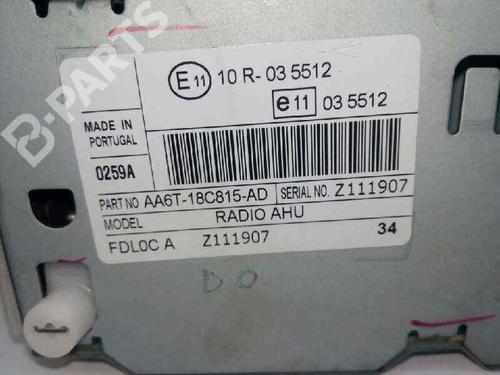 E11 10 R-03 5512
e11 03 5512
MADE IN
PORTUGAL
0259A
PART NO AA6T-18C815-AD SERIAL NO. Z111907
MODEL RADIO AHU
FDL0C A Z111907 34
B-PARTS